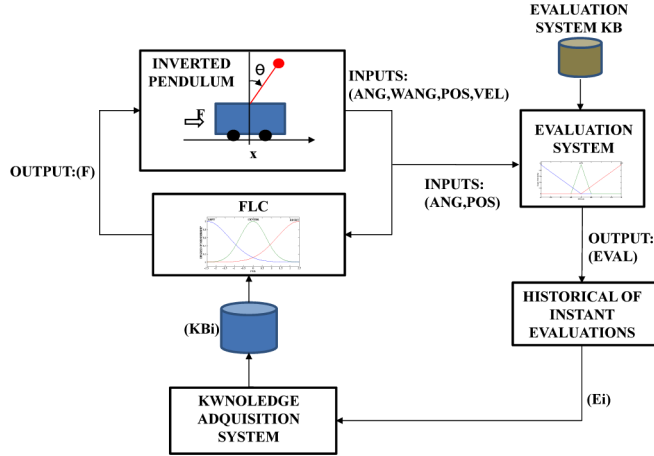 EVALUATION
SYSTEM KB
INVERTED
PENDULUM
θ
F
x
INPUTS:
(ANG,WANG,POS,VEL)
EVALUATION
SYSTEM
OUTPUT:(F)
INPUTS:
(ANG,POS)
FLC
OUTPUT:
(EVAL)
HISTORICAL OF
INSTANT
EVALUATIONS
(KBi)
(Ei)
KWNOLEDGE
ADQUISITION
SYSTEM